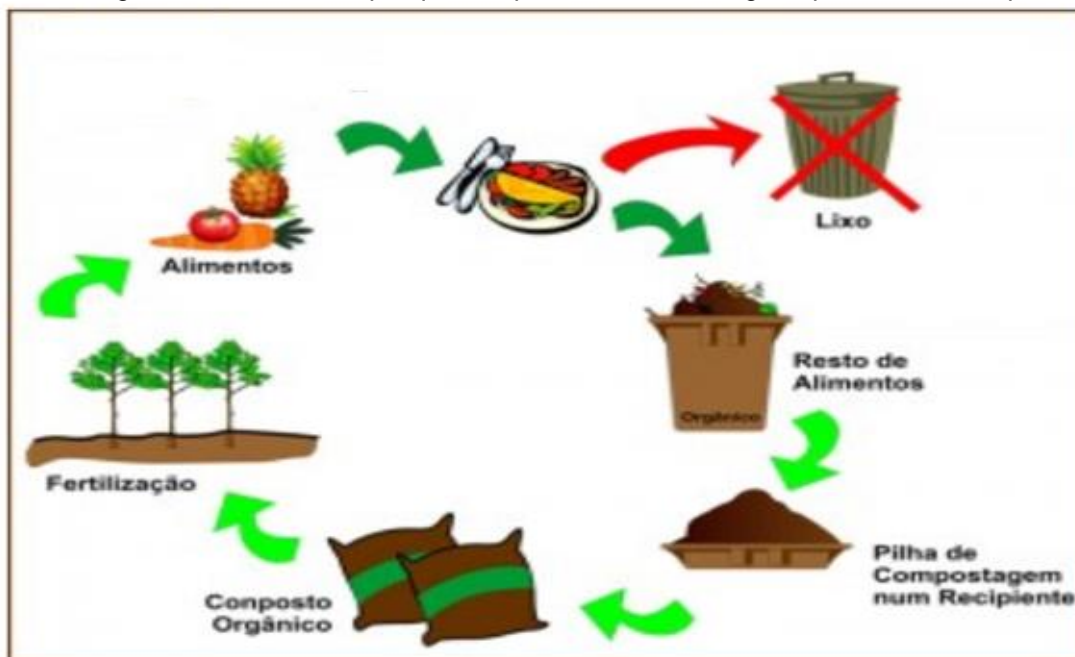 Lixo
Alimentos
Resto de
Alimentos
Orgânico
Fertilização
Pilha de
Compostagem
num Recipiente
Conposto
Orgânico